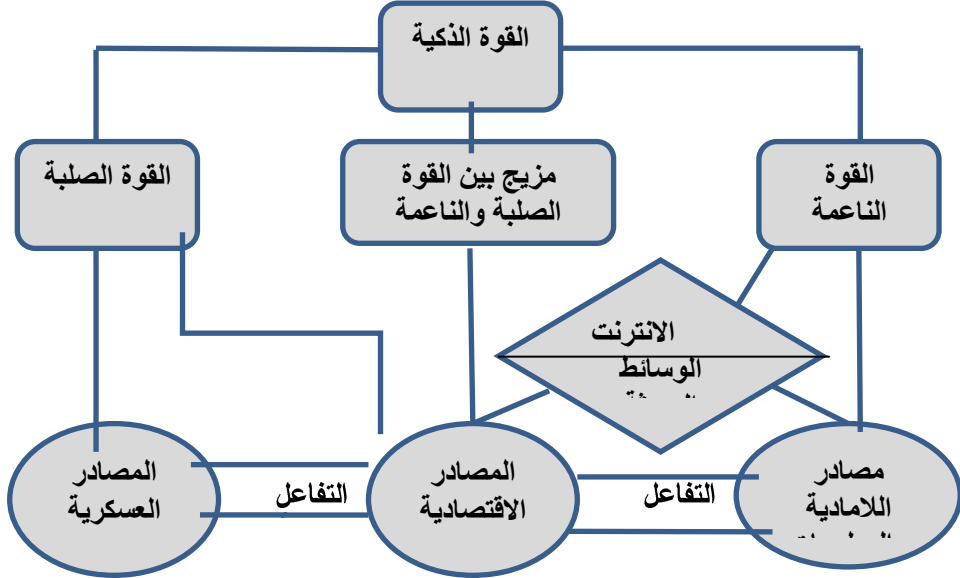 القوة الذكية
القوة
الناعمة
مزيج بين القوة
الصلبة والناعمة
القوة الصلبة
الانترنت
الوسائط
مصادر
اللامادية
التفاعل
المصادر
الاقتصادية
التفاعل
المصادر
العسكرية